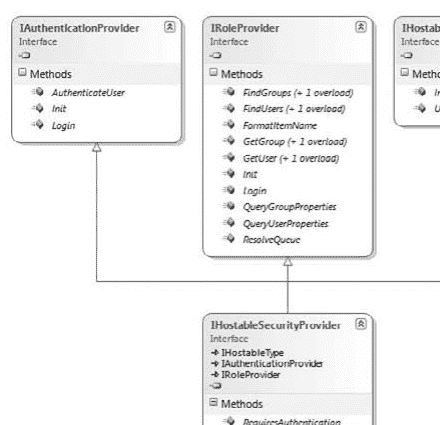 IAuthenticationProvider
Interface
Methods
AuthenticateUser
Init
Login
IRoleProvider
Interface
Methods
FindGroups (+ 1 overload)
FindUsers (+ 1 overload)
FormatItemName
GetGroup (+ 1 overload)
GetUser (+ 1 overload)
Init
Login
QueryGroupProperties
QueryUserProperties
ResolveQueue
IHostab
Interface
Meth
IHostableSecurityProvider
Interface
IHostableType
IAuthenticationProvider
IRoleProvider
Methods
RequiresAuthentication